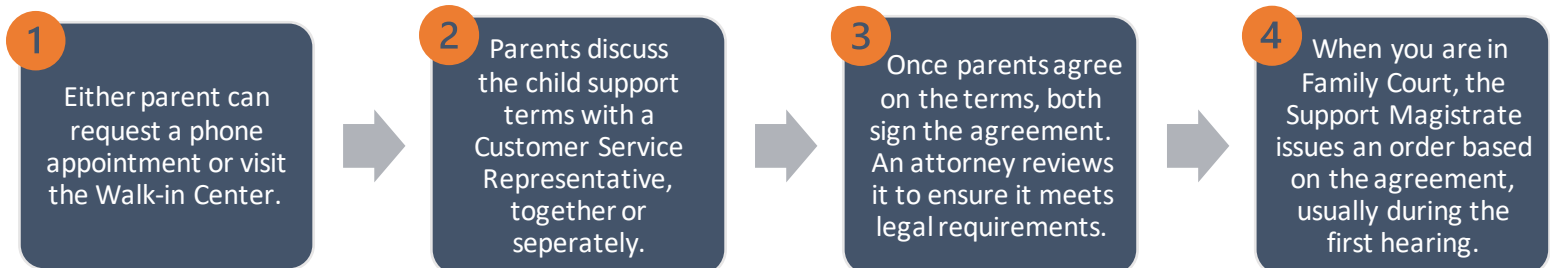 1
Either parent can
request a phone
appointment or visit
the Walk-in Center.
2
Parents discuss
the child support
terms with a
Customer Service
Representative,
together or
seperately.
3
Once parents agree
on the terms, both
sign the agreement.
An attorney reviews
it to ensure it meets
legal requirements.
4
When you are in
Family Court, the
Support Magistrate
issues an order based
on the agreement,
usually during the
first hearing.